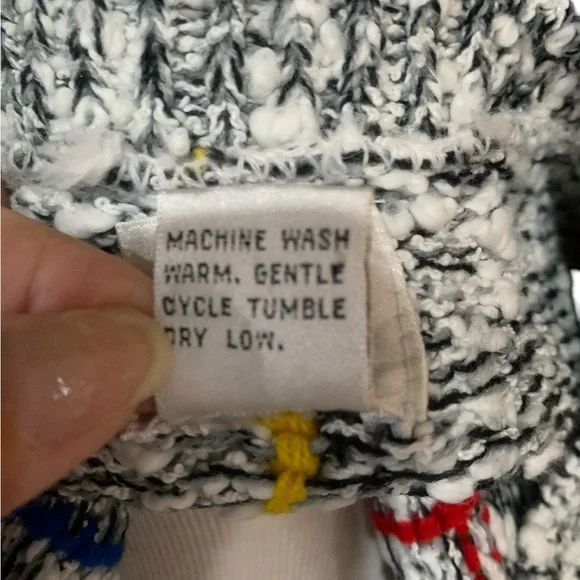 MACHINE WASH
WARM. GENTLE
CYCLE TUMBLE
DRY LOW.